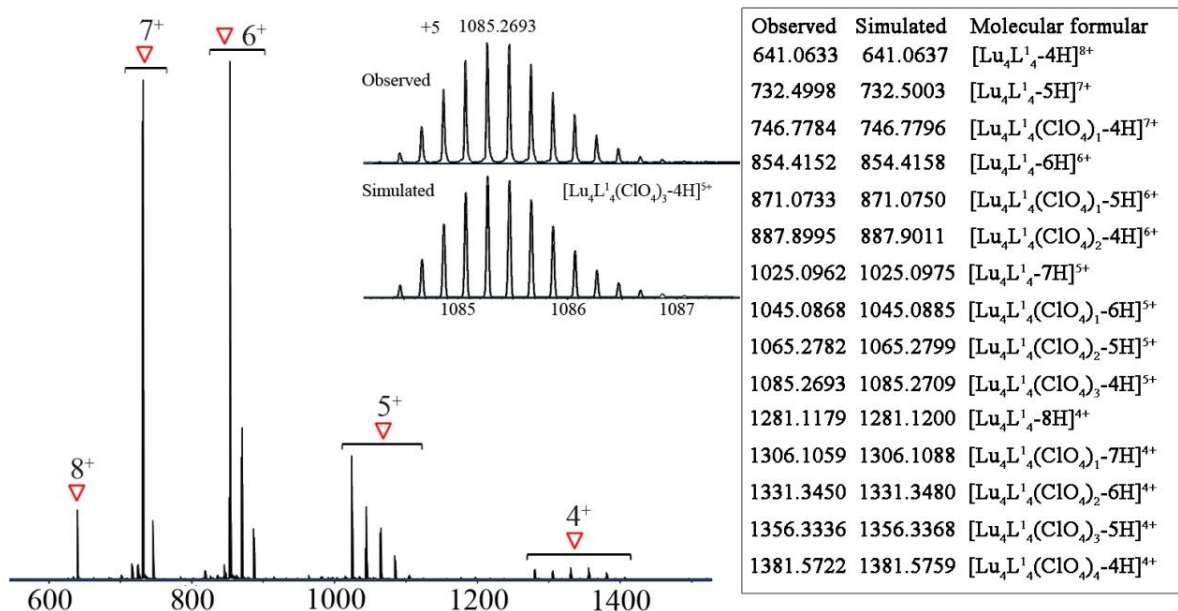 7⁺
6⁺
+5 1085.2693
Observed
Simulated [Lu₄L¹₄(ClO₄)₃-4H]⁵⁺
1085 1086 1087
8⁺
5⁺
4⁺
600 800 1000 1200 1400
Observed Simulated Molecular formular
641.0633 641.0637 [Lu₄L¹₄-4H]⁸⁺
732.4998 732.5003 [Lu₄L¹₄-5H]⁷⁺
746.7784 746.7796 [Lu₄L¹₄(ClO₄)₁-4H]⁷⁺
854.4152 854.4158 [Lu₄L¹₄-6H]⁶⁺
871.0733 871.0750 [Lu₄L¹₄(ClO₄)₁-5H]⁶⁺
887.8995 887.9011 [Lu₄L¹₄(ClO₄)₂-4H]⁶⁺
1025.0962 1025.0975 [Lu₄L¹₄-7H]⁵⁺
1045.0868 1045.0885 [Lu₄L¹₄(ClO₄)₁-6H]⁵⁺
1065.2782 1065.2799 [Lu₄L¹₄(ClO₄)₂-5H]⁵⁺
1085.2693 1085.2709 [Lu₄L¹₄(ClO₄)₃-4H]⁵⁺
1281.1179 1281.1200 [Lu₄L¹₄-8H]⁴⁺
1306.1059 1306.1088 [Lu₄L¹₄(ClO₄)₁-7H]⁴⁺
1331.3450 1331.3480 [Lu₄L¹₄(ClO₄)₂-6H]⁴⁺
1356.3336 1356.3368 [Lu₄L¹₄(ClO₄)₃-5H]⁴⁺
1381.5722 1381.5759 [Lu₄L¹₄(ClO₄)₄-4H]⁴⁺